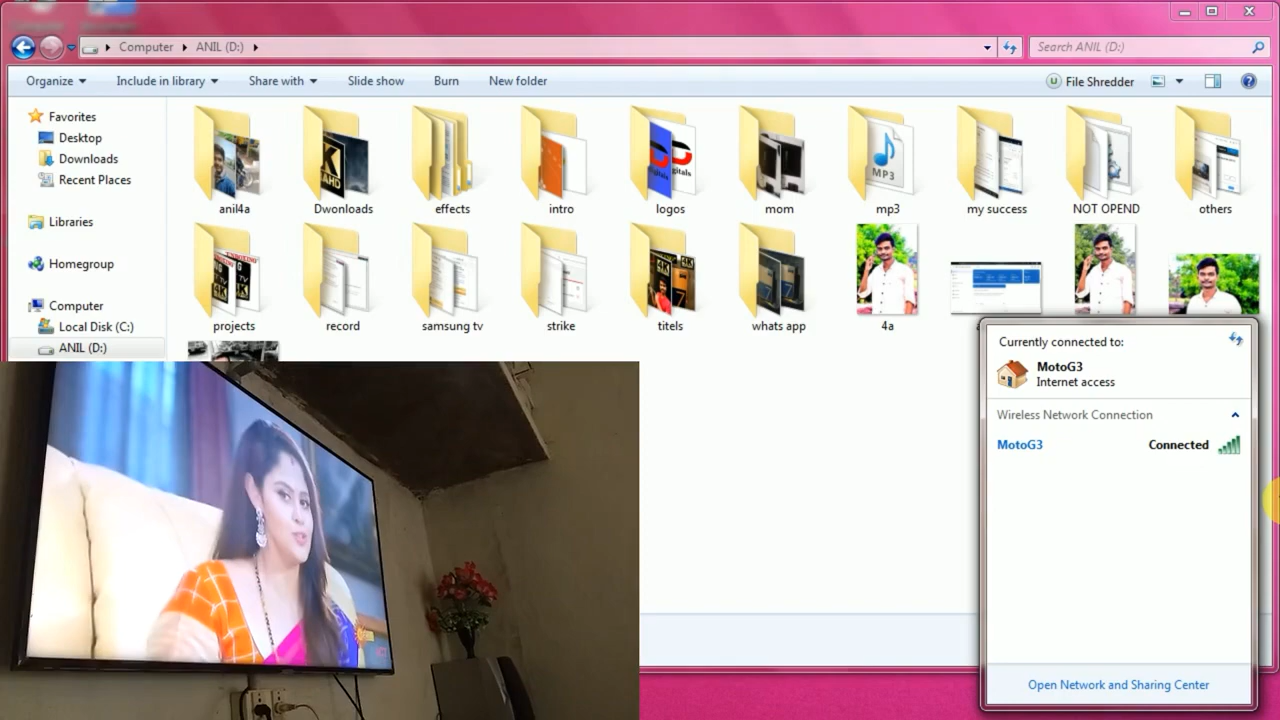 Computer ANIL (D:)
Search ANIL (D:)
Organize Include in library Share with Slide show Burn New folder File Shredder
Favorites
Desktop
Downloads
Recent Places
Libraries
Homegroup
Computer
Local Disk (C:)
ANIL (D:)
MP3
anil4a Dwonloads effects intro logos mom mp3 my success NOT OPEND others
projects record samsung tv strike titels whats app 4a
Currently connected to:
MotoG3
Internet access
Wireless Network Connection
MotoG3 Connected
Open Network and Sharing Center